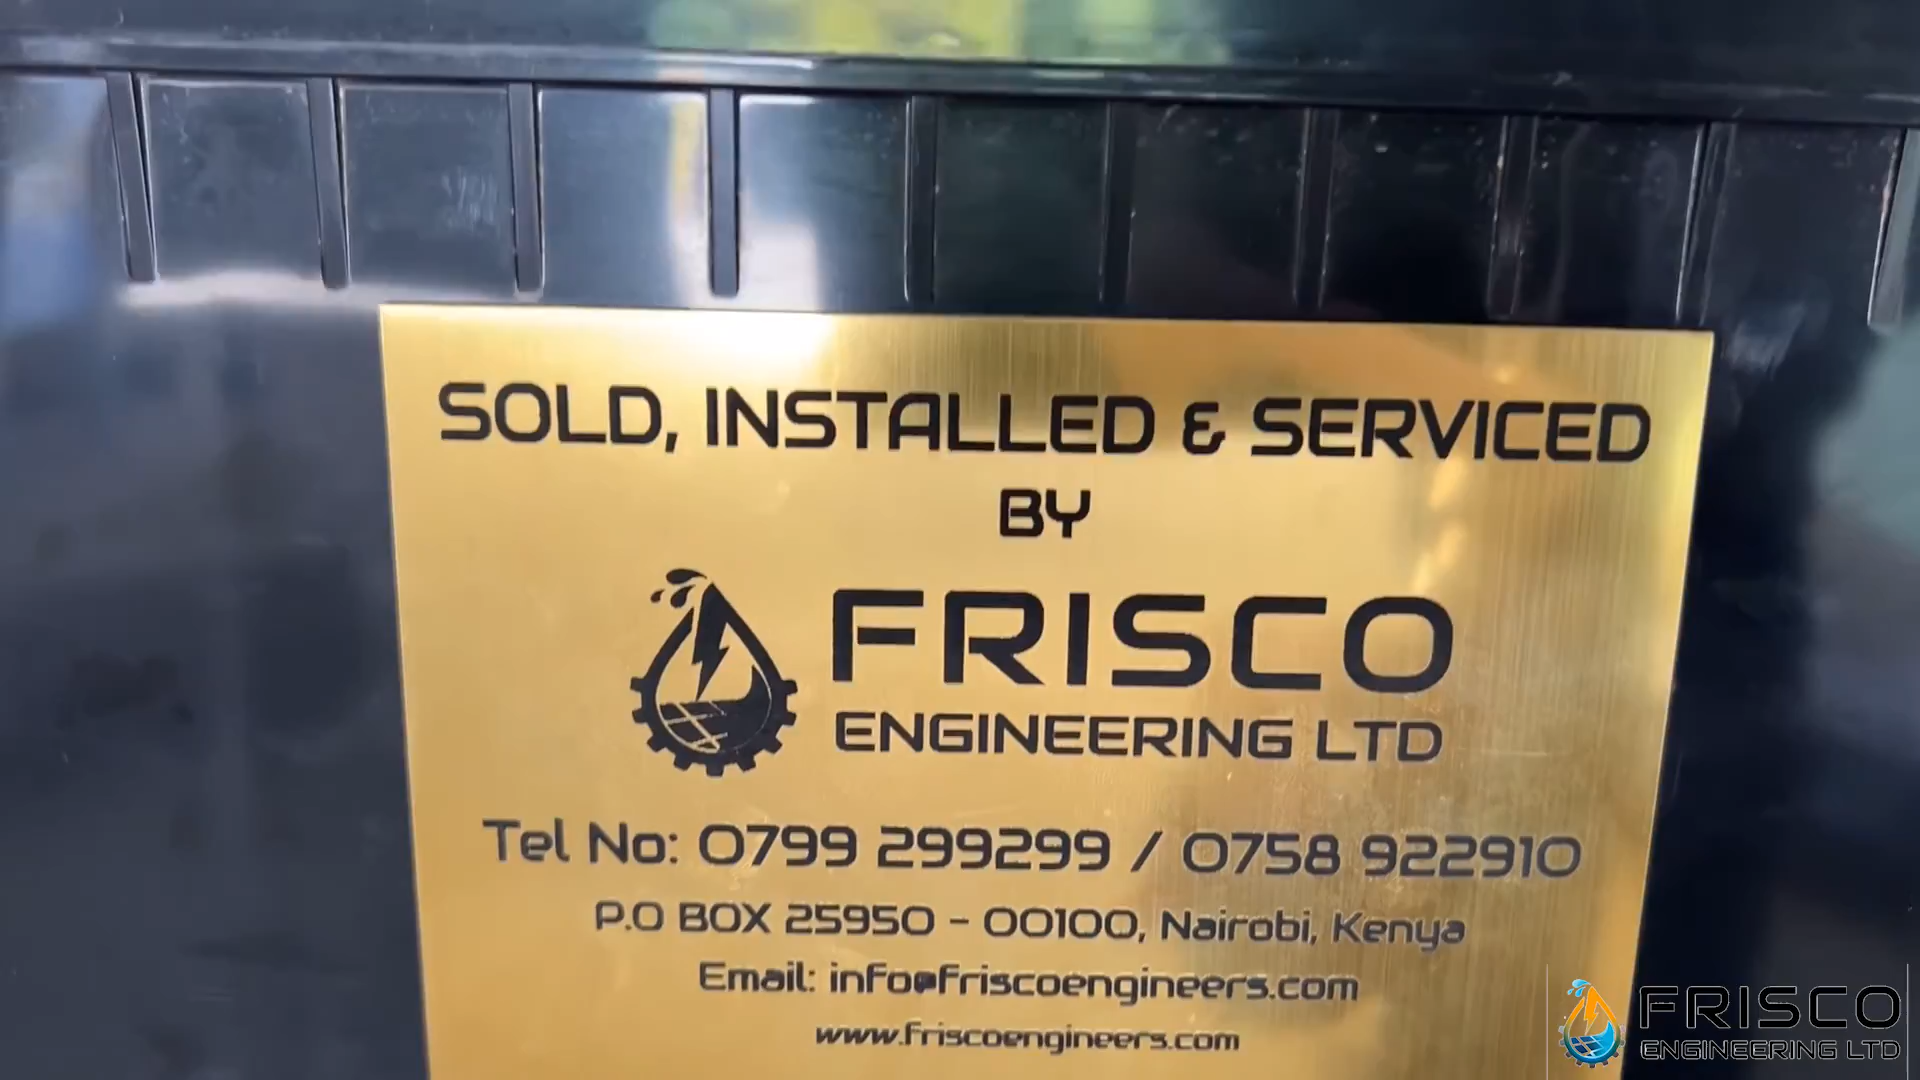 SOLD, INSTALLED & SERVICED
BY
FRISCO
ENGINEERING LTD
Tel No: 0799 299299 / 0758 922910
P.O BOX 25950 - 00100, Nairobi, Kenya
Email: info@friscoengineers.com
www.friscoengineers.com
FRISCO
ENGINEERING LTD